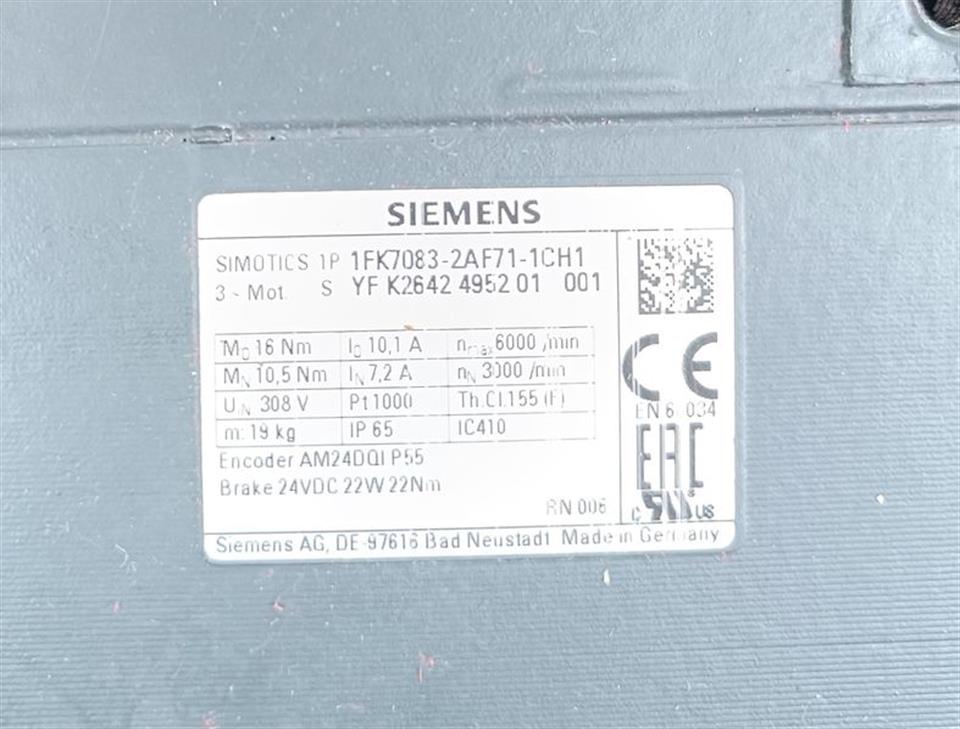 SIEMENS
SIMOTICS 1P 1FK7083-2AF71-1CH1
3 ~ Mot. S YF K2642 4952 01 001
M0 16 Nm I0 10,1 A nmax 6000 /min
MN 10,5 Nm IN 7,2 A nN 3000 /min
UIN 308 V Pt1000 Th.Cl.155 (F)
m: 19 kg IP 65 IC410
CE
EN 60034
Encoder AM24DQI P55
Brake 24VDC 22W 22Nm
EAC
RN 006
c US
Siemens AG, DE-97616 Bad Neustadt Made in Germany